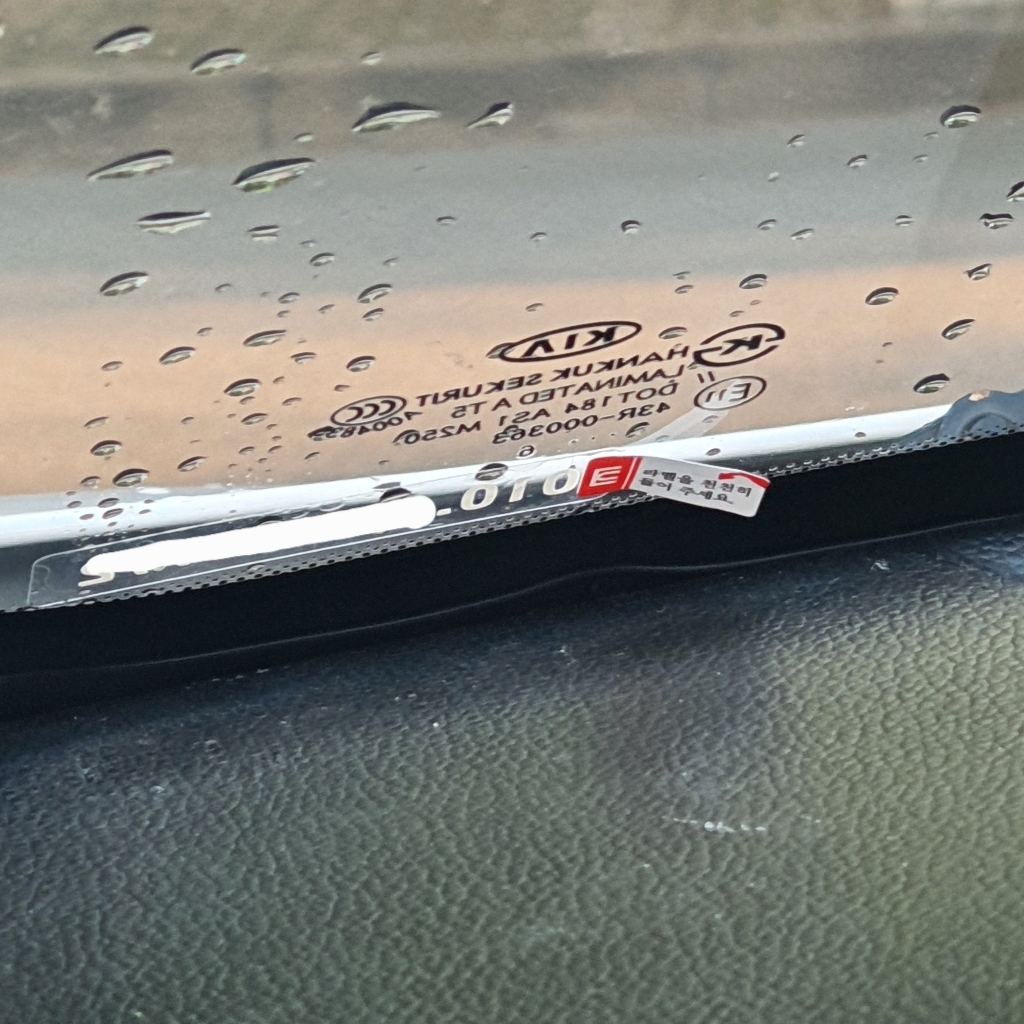 KIA
HANKUK SEKURIT
LAMINATED A T5
DOT184 AS1 M250
43R-000363
CCC
E11
K
010.
E 라벨을 천천히
들어 주세요.